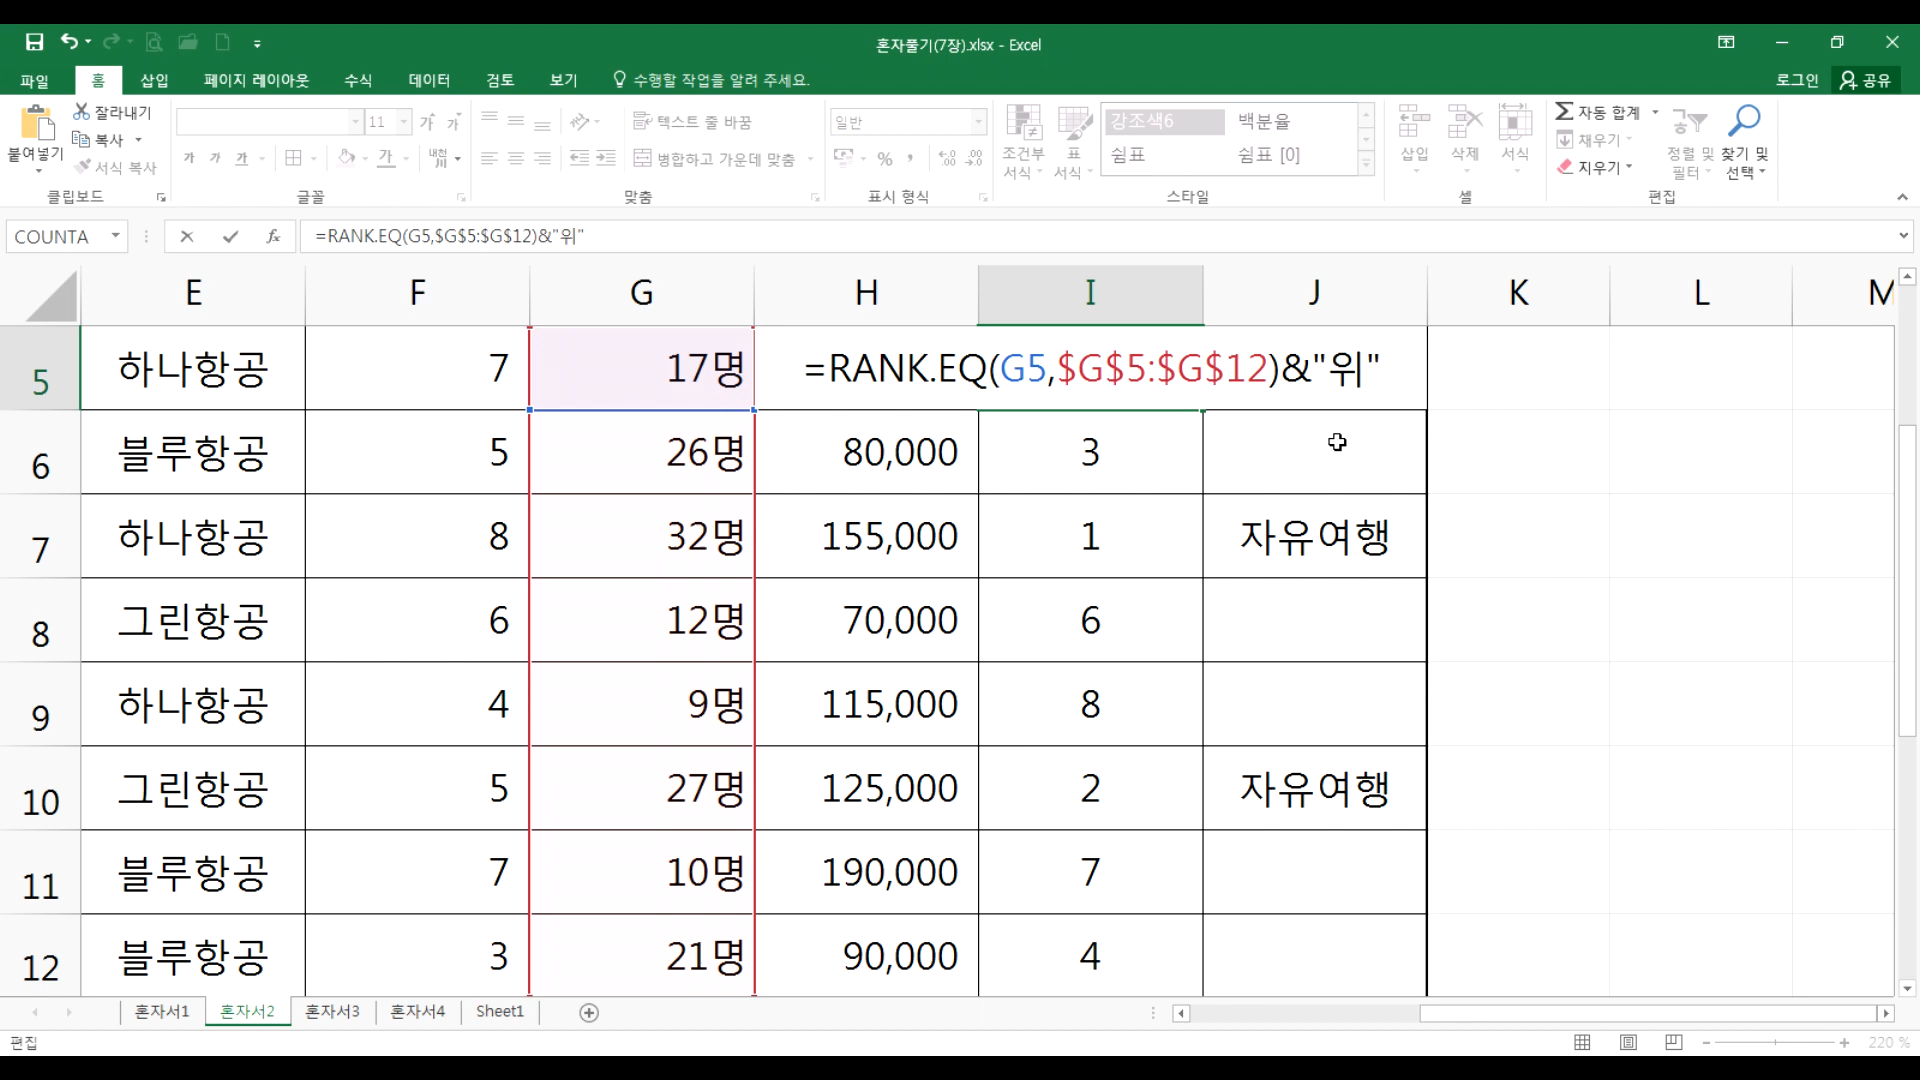 혼자풀기(7장).xlsx - Excel
파일 홈 삽입 페이지 레이아웃 수식 데이터 검토 보기 수행할 작업을 알려 주세요. 로그인 공유
붙여넣기 잘라내기 복사 서식 복사
클립보드
11 가 가
가 가 가 가 내천 川
글꼴
텍스트 줄 바꿈
병합하고 가운데 맞춤
맞춤
일반
% , .00 .00
표시 형식
조건부 서식 표 서식
강조색6 백분율
쉼표 쉼표 [0]
스타일
삽입 삭제 서식
셀
자동 합계
채우기
지우기
정렬 및 필터 찾기 및 선택
편집
COUNTA fx =RANK.EQ(G5,$G$5:$G$12)&"위"
E F G H I J K L M
5 하나항공 7 17명 =RANK.EQ(G5,$G$5:$G$12)&"위"
6 블루항공 5 26명 80,000 3
7 하나항공 8 32명 155,000 1 자유여행
8 그린항공 6 12명 70,000 6
9 하나항공 4 9명 115,000 8
10 그린항공 5 27명 125,000 2 자유여행
11 블루항공 7 10명 190,000 7
12 블루항공 3 21명 90,000 4
혼자서1 혼자서2 혼자서3 혼자서4 Sheet1
편집 220 %